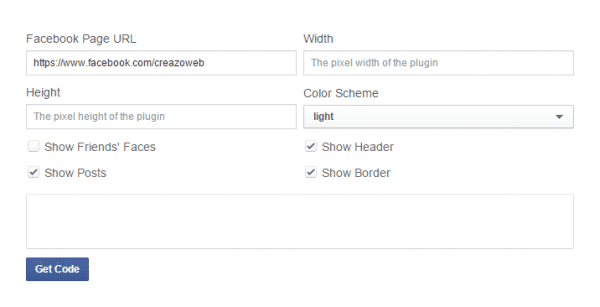 Facebook Page URL Width
https://www.facebook.com/creazoweb The pixel width of the plugin
Height Color Scheme
The pixel height of the plugin light
Show Friends' Faces Show Header
Show Posts Show Border
Get Code